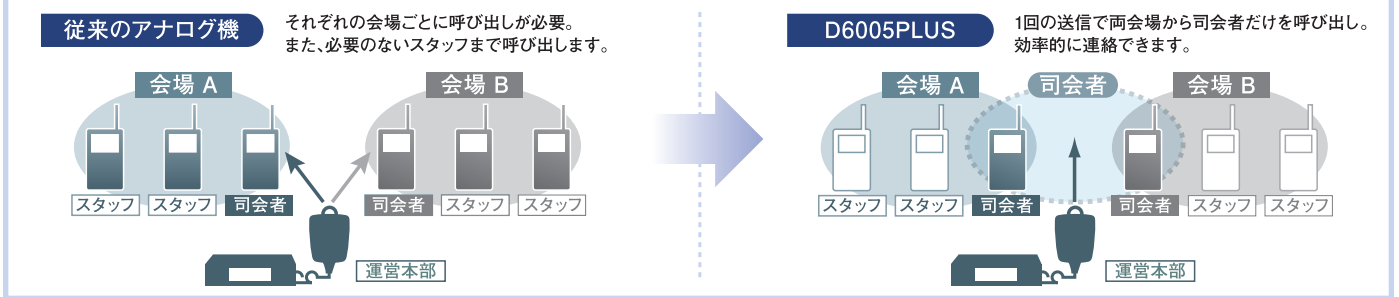 従来のアナログ機
それぞれの会場ごとに呼び出しが必要。
また、必要のないスタッフまで呼び出します。
会場 A
会場 B
スタッフ
スタッフ
司会者
司会者
スタッフ
スタッフ
運営本部
D6005PLUS
1回の送信で両会場から司会者だけを呼び出し。
効率的に連絡できます。
会場 A
司会者
会場 B
スタッフ
スタッフ
司会者
司会者
スタッフ
スタッフ
運営本部